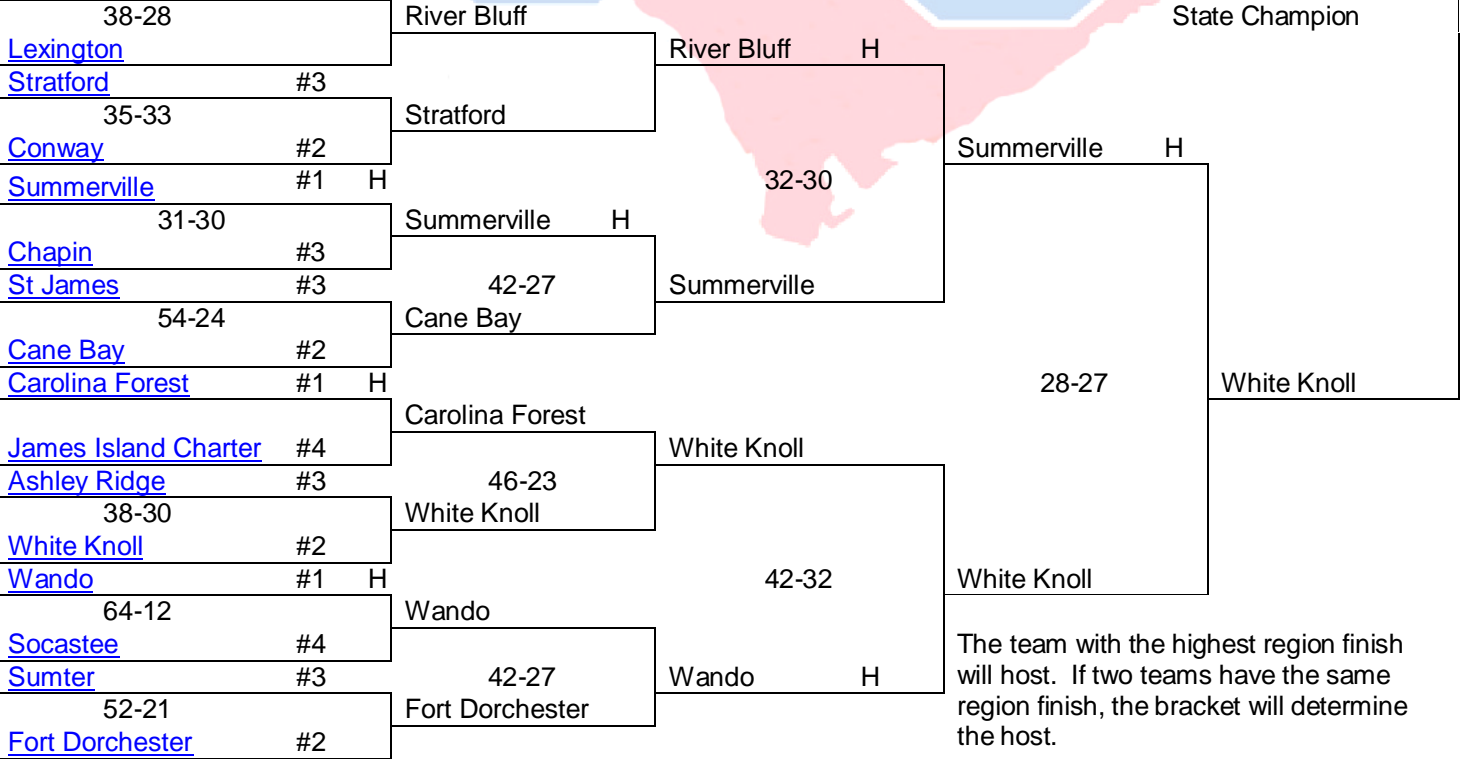 38-28
River Bluff
State Champion
Lexington
River Bluff H
Stratford #3
35-33
Stratford
Conway #2
Summerville H
Summerville #1 H
32-30
31-30
Summerville H
Chapin #3
St James #3
42-27
Summerville
54-24
Cane Bay
Cane Bay #2
Carolina Forest #1 H
28-27
White Knoll
Carolina Forest
James Island Charter #4
White Knoll
Ashley Ridge #3
46-23
38-30
White Knoll
White Knoll #2
Wando #1 H
42-32
White Knoll
64-12
Wando
Socastee #4
Sumter #3
42-27
Wando H
52-21
Fort Dorchester
Fort Dorchester #2
The team with the highest region finish
will host. If two teams have the same
region finish, the bracket will determine
the host.